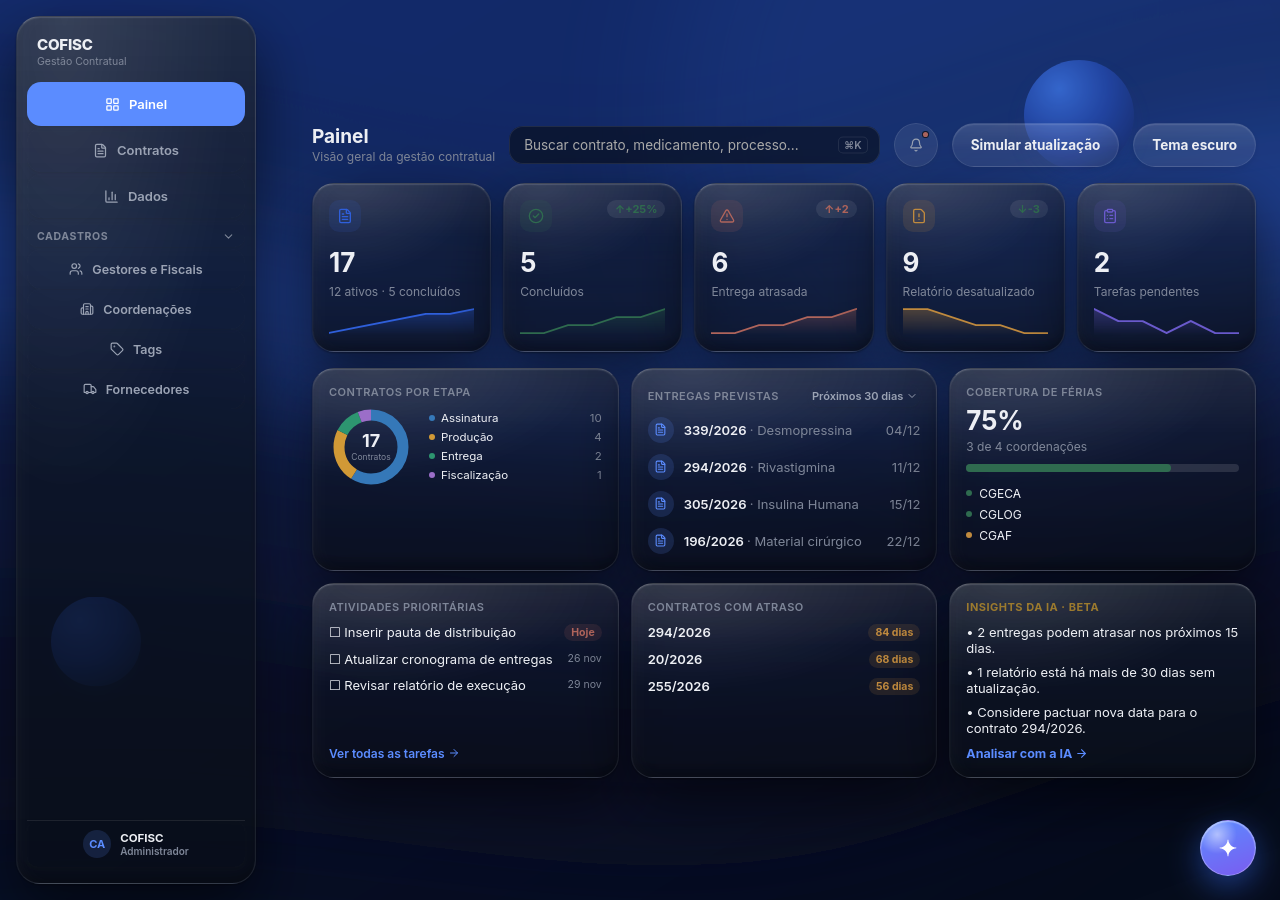 COFISC
Gestão Contratual
Painel
Contratos
Dados
CADASTROS
Gestores e Fiscais
Coordenações
Tags
Fornecedores
CA
COFISC
Administrador
Painel
Visão geral da gestão contratual
Buscar contrato, medicamento, processo...
⌘K
Simular atualização
Tema escuro
17
12 ativos · 5 concluídos
↑+25%
5
Concluídos
↑+2
6
Entrega atrasada
↓-3
9
Relatório desatualizado
2
Tarefas pendentes
CONTRATOS POR ETAPA
17
Contratos
Assinatura 10
Produção 4
Entrega 2
Fiscalização 1
ENTREGAS PREVISTAS Próximos 30 dias
339/2026 · Desmopressina 04/12
294/2026 · Rivastigmina 11/12
305/2026 · Insulina Humana 15/12
196/2026 · Material cirúrgico 22/12
COBERTURA DE FÉRIAS
75%
3 de 4 coordenações
CGECA
CGLOG
CGAF
ATIVIDADES PRIORITÁRIAS
☐ Inserir pauta de distribuição Hoje
☐ Atualizar cronograma de entregas 26 nov
☐ Revisar relatório de execução 29 nov
Ver todas as tarefas →
CONTRATOS COM ATRASO
294/2026 84 dias
20/2026 68 dias
255/2026 56 dias
INSIGHTS DA IA · BETA
• 2 entregas podem atrasar nos próximos 15
dias.
• 1 relatório está há mais de 30 dias sem
atualização.
• Considere pactuar nova data para o
contrato 294/2026.
Analisar com a IA →